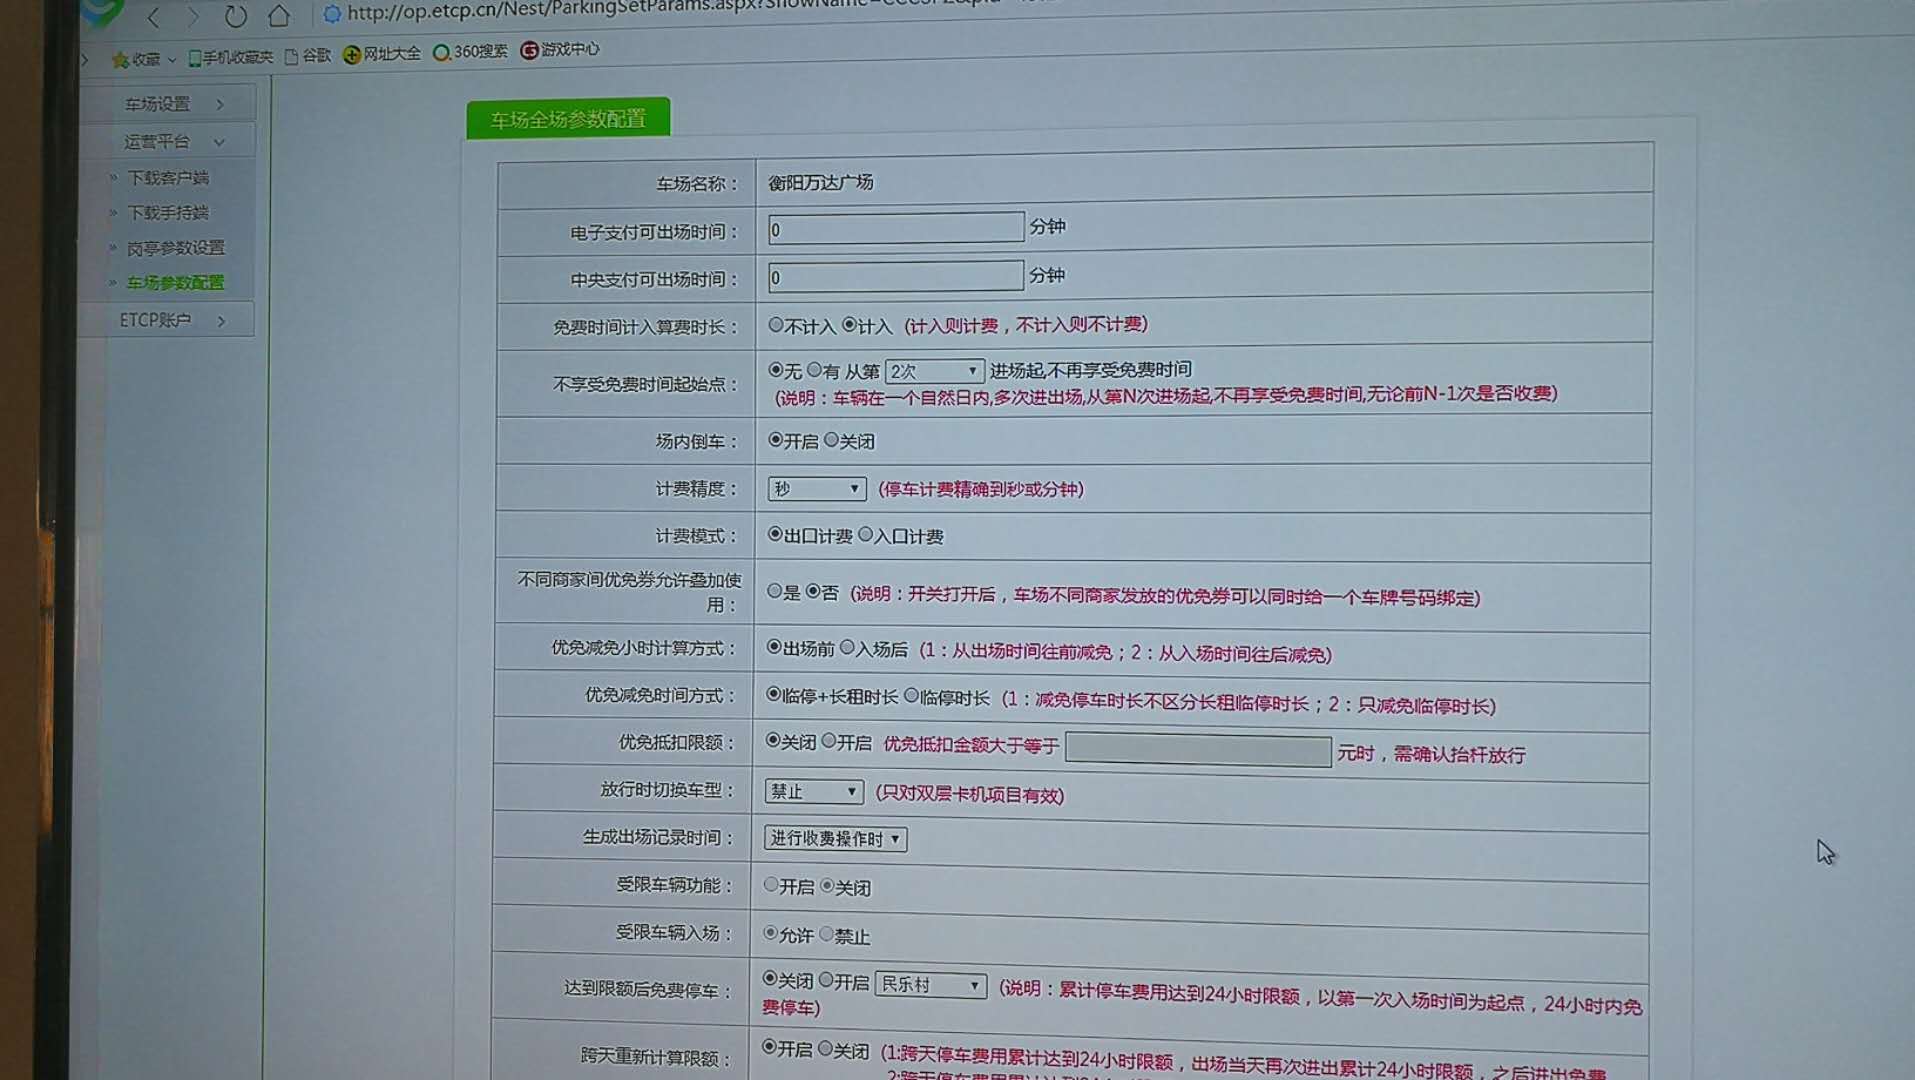 http://op.etcp.cn/Nest/ParkingSetParams.aspx?ShowName=
收藏 手机收藏夹 谷歌 网址大全 360搜索 游戏中心
车场设置
运营平台
» 下载客户端
» 下载手持端
» 岗亭参数设置
» 车场参数配置
ETCP账户
车场全场参数配置
车场名称： 衡阳万达广场
电子支付可出场时间： 0 分钟
中央支付可出场时间： 0 分钟
免费时间计入算费时长： 不计入 计入 (计入则计费，不计入则不计费)
不享受免费时间起始点： 无 有 从第 2次 进场起,不再享受免费时间
(说明：车辆在一个自然日内,多次进出场,从第N次进场起,不再享受免费时间,无论前N-1次是否收费)
场内倒车： 开启 关闭
计费精度： 秒 (停车计费精确到秒或分钟)
计费模式： 出口计费 入口计费
不同商家间优免券允许叠加使用： 是 否 (说明：开关打开后，车场不同商家发放的优免券可以同时给一个车牌号码绑定)
优免减免小时计算方式： 出场前 入场后 (1：从出场时间往前减免；2：从入场时间往后减免)
优免减免时间方式： 临停+长租时长 临停时长 (1：减免停车时长不区分长租临停时长；2：只减免临停时长)
优免抵扣限额： 关闭 开启 优免抵扣金额大于等于 元时，需确认抬杆放行
放行时切换车型： 禁止 (只对双层卡机项目有效)
生成出场记录时间： 进行收费操作时
受限车辆功能： 开启 关闭
受限车辆入场： 允许 禁止
达到限额后免费停车： 关闭 开启 民乐村 (说明：累计停车费用达到24小时限额，以第一次入场时间为起点，24小时内免
费停车)
跨天重新计算限额： 开启 关闭 (1:跨天停车费用累计达到24小时限额，出场当天再次进出累计24小时限额，之后进出免费